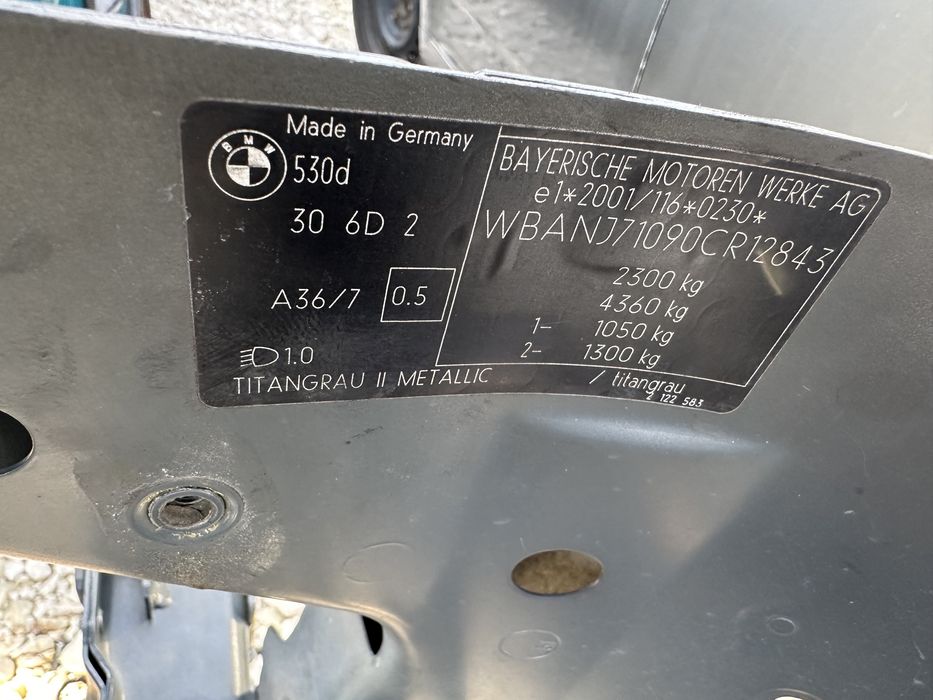 BMW
Made in Germany
530d
30 6D 2
A36/7 0.5
1.0
TITANGRAU II METALLIC / titangrau
2 122 583
BAYERISCHE MOTOREN WERKE AG
e1*2001/116*0230*
WBANJ71090CR12843
2300 kg
4360 kg
1- 1050 kg
2- 1300 kg